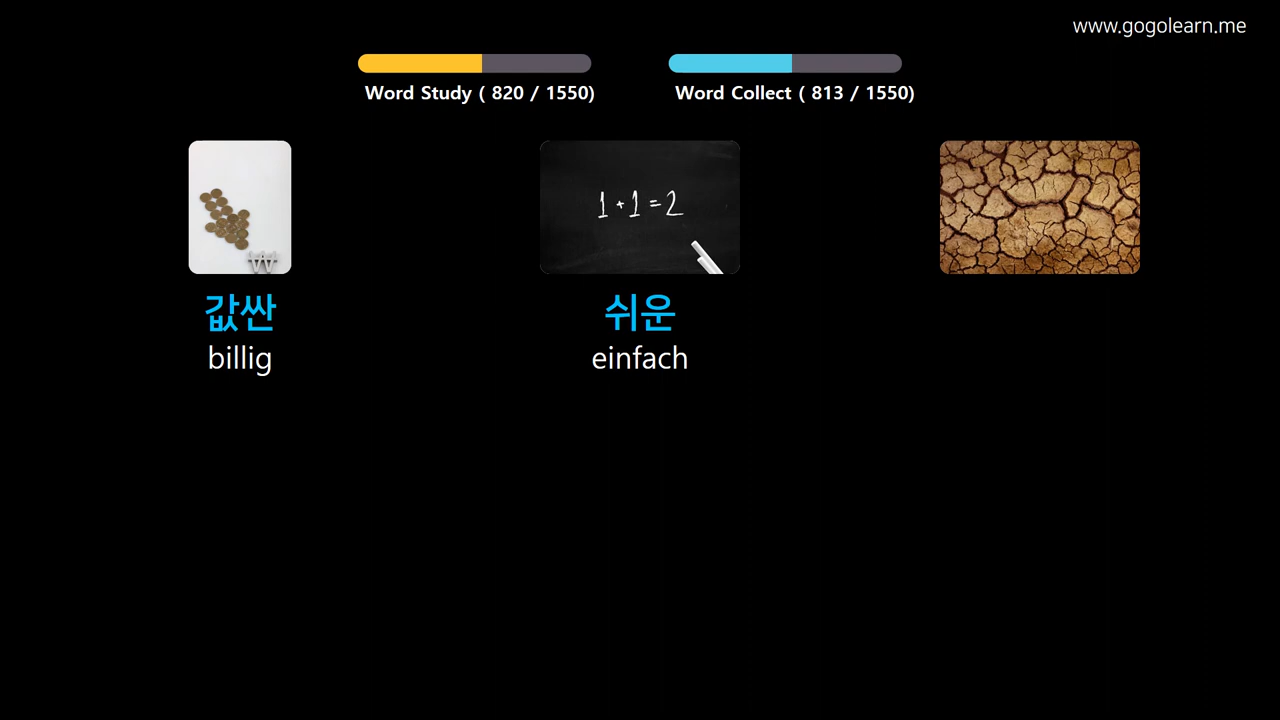 www.gogolearn.me
Word Study ( 820 / 1550)
Word Collect ( 813 / 1550)
1 + 1 = 2
₩
값싼
쉬운
billig
einfach